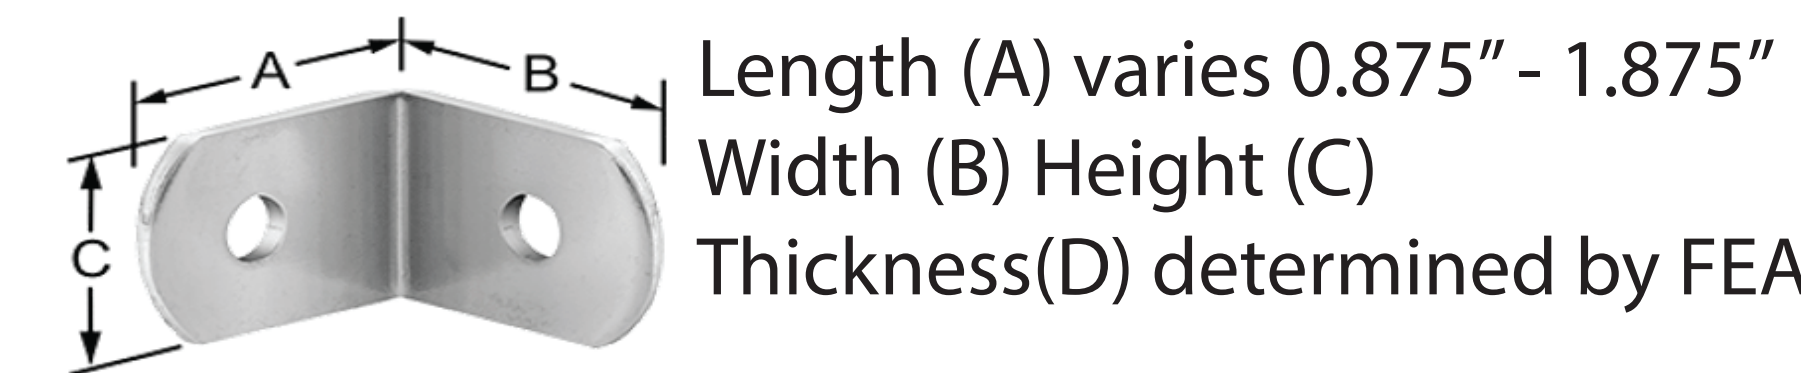 A
B
C
Length (A) varies 0.875” - 1.875”
Width (B) Height (C)
Thickness(D) determined by FEA